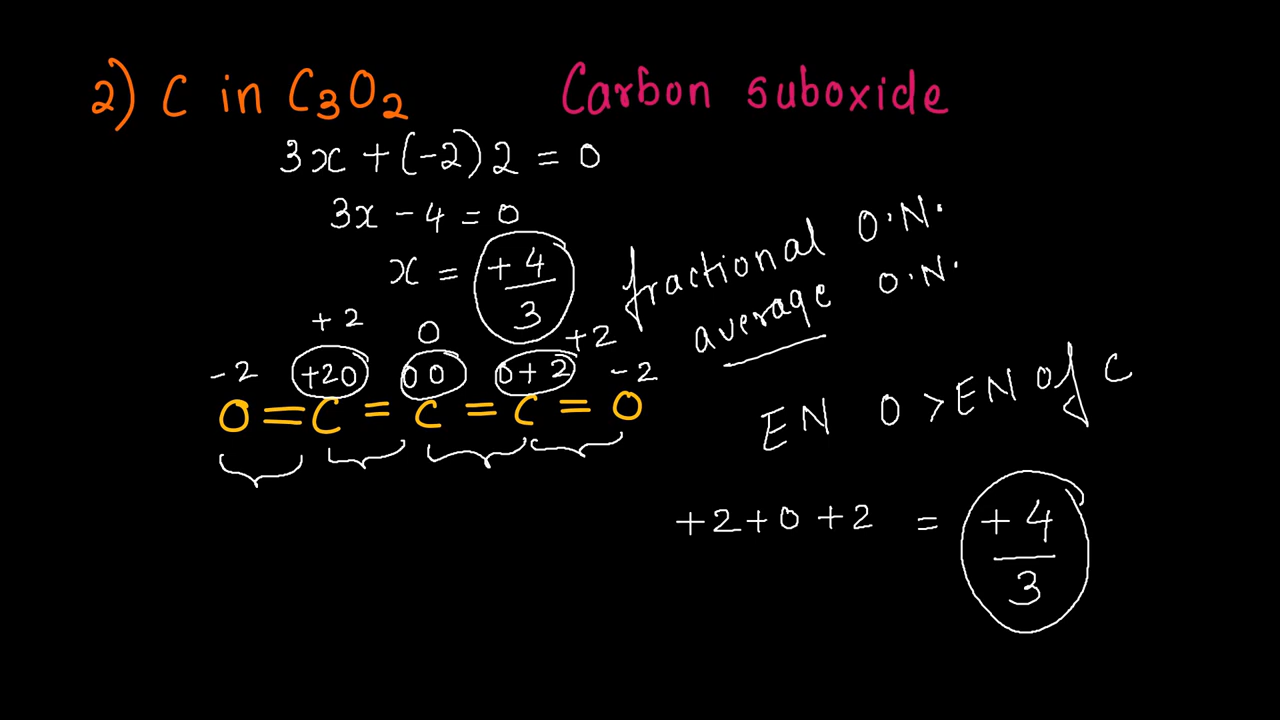 2) C in C₃O₂ Carbon suboxide
3x + (-2) 2 = 0
3x - 4 = 0
x = +4/3
fractional O.N.
average O.N.
+2 0 +2
-2 +20 00 0+2 -2
O = C = C = C = O
EN O > EN of C
+2 + 0 + 2 = +4/3